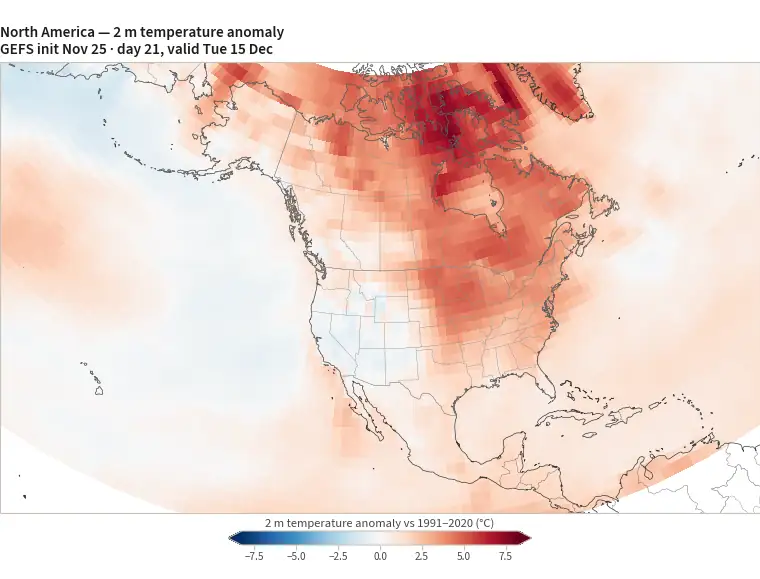 North America — 2 m temperature anomaly
GEFS init Nov 25 · day 21, valid Tue 15 Dec
2 m temperature anomaly vs 1991–2020 (°C)
−7.5 −5.0 −2.5 0.0 2.5 5.0 7.5